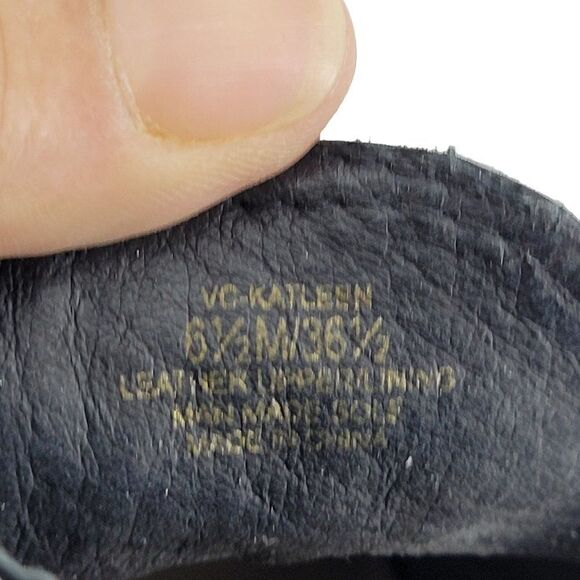 VC-KATLEEN
6½M/36½
LEATHER UPPER/LINING
MAN MADE SOLE
MADE IN CHINA